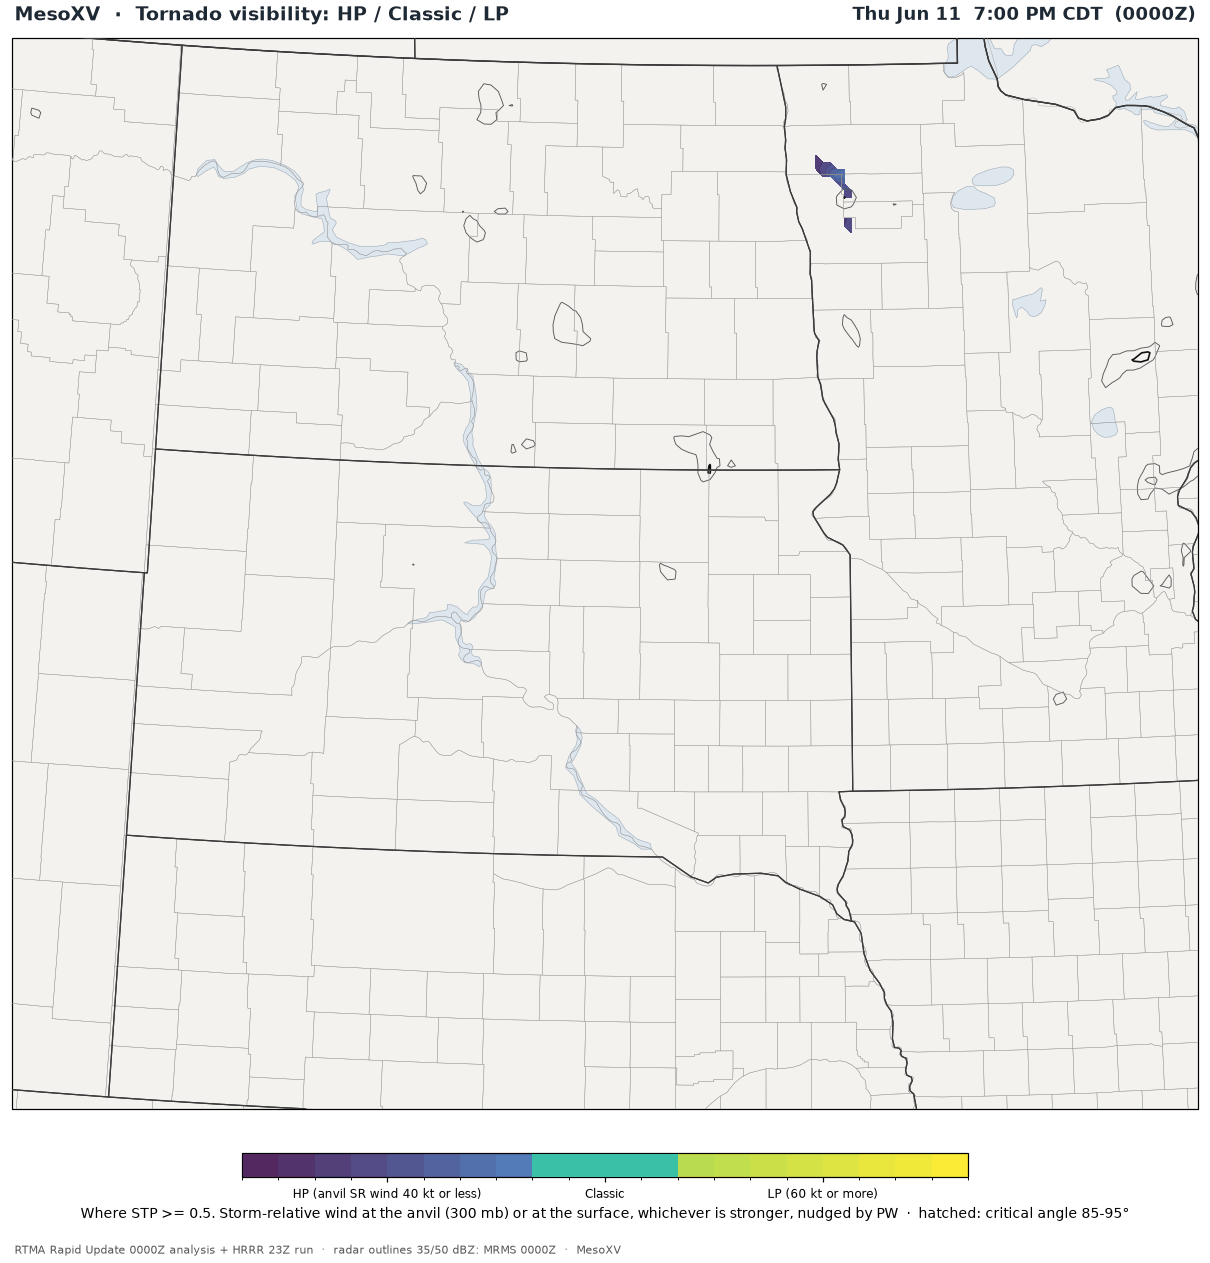 MesoXV · Tornado visibility: HP / Classic / LP
Thu Jun 11 7:00 PM CDT (0000Z)
HP (anvil SR wind 40 kt or less)
Classic
LP (60 kt or more)
Where STP >= 0.5. Storm-relative wind at the anvil (300 mb) or at the surface, whichever is stronger, nudged by PW · hatched: critical angle 85-95°
RTMA Rapid Update 0000Z analysis + HRRR 23Z run · radar outlines 35/50 dBZ: MRMS 0000Z · MesoXV